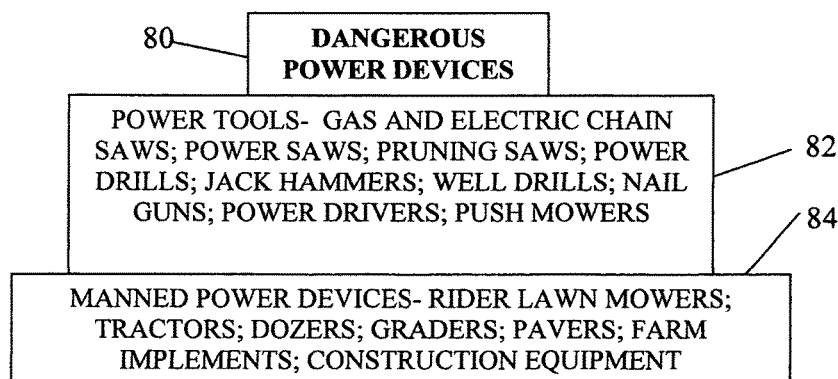 80
DANGEROUS
POWER DEVICES
POWER TOOLS- GAS AND ELECTRIC CHAIN
SAWS; POWER SAWS; PRUNING SAWS; POWER
DRILLS; JACK HAMMERS; WELL DRILLS; NAIL
GUNS; POWER DRIVERS; PUSH MOWERS
82
84
MANNED POWER DEVICES- RIDER LAWN MOWERS;
TRACTORS; DOZERS; GRADERS; PAVERS; FARM
IMPLEMENTS; CONSTRUCTION EQUIPMENT